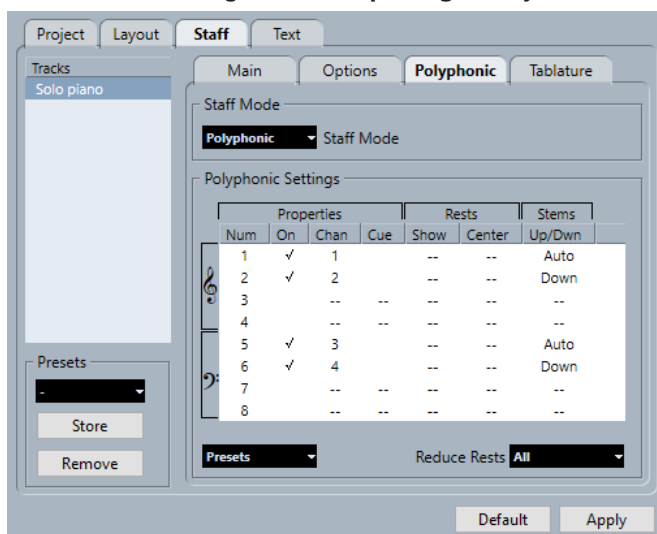 Project Layout Staff Text
Tracks
Solo piano
Main Options Polyphonic Tablature
Staff Mode
Polyphonic Staff Mode
Polyphonic Settings
Properties Rests Stems
Num On Chan Cue Show Center Up/Dwn
1 √ 1 -- -- Auto
2 √ 2 -- -- Down
3 -- -- -- -- --
4 -- -- -- -- --
5 √ 3 -- -- Auto
6 √ 4 -- -- Down
7 -- -- -- -- --
8 -- -- -- -- --
Presets
-
Store
Remove
Presets Reduce Rests All
Default Apply